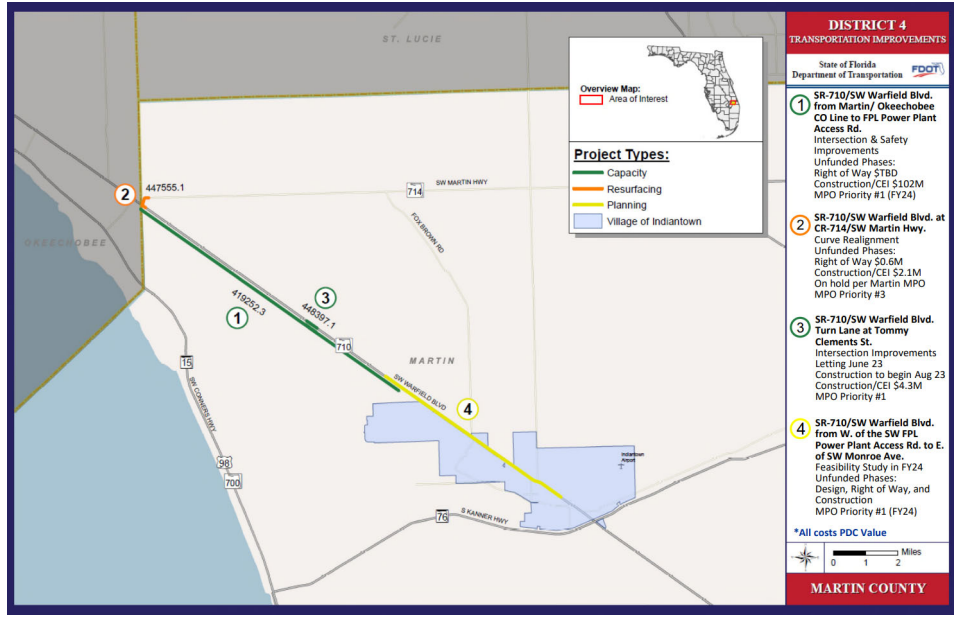 ST. LUCIE
OKEECHOBEE
MARTIN
447555.1
2
SW MARTIN HWY
714
FOX BROWN RD
419252.3
1
3
448397.1
710
15
SW CONNERS HWY
SW WARFIELD BLVD
4
98
700
76
S KANNER HWY
Indiantown
Airport
Overview Map:
Area of Interest
Project Types:
Capacity
Resurfacing
Planning
Village of Indiantown
DISTRICT 4
TRANSPORTATION IMPROVEMENTS
State of Florida
Department of Transportation
FDOT
1
SR-710/SW Warfield Blvd.
from Martin/ Okeechobee
CO Line to FPL Power Plant
Access Rd.
Intersection & Safety
Improvements
Unfunded Phases:
Right of Way $TBD
Construction/CEI $102M
MPO Priority #1 (FY24)
2
SR-710/SW Warfield Blvd. at
CR-714/SW Martin Hwy.
Curve Realignment
Unfunded Phases:
Right of Way $0.6M
Construction/CEI $2.1M
On hold per Martin MPO
MPO Priority #3
3
SR-710/SW Warfield Blvd.
Turn Lane at Tommy
Clements St.
Intersection Improvements
Letting June 23
Construction to begin Aug 23
Construction/CEI $4.3M
MPO Priority #1
4
SR-710/SW Warfield Blvd.
from W. of the SW FPL
Power Plant Access Rd. to E.
of SW Monroe Ave.
Feasibility Study in FY24
Unfunded Phases:
Design, Right of Way, and
Construction
MPO Priority #1 (FY24)
*All costs PDC Value
Miles
0 1 2
MARTIN COUNTY